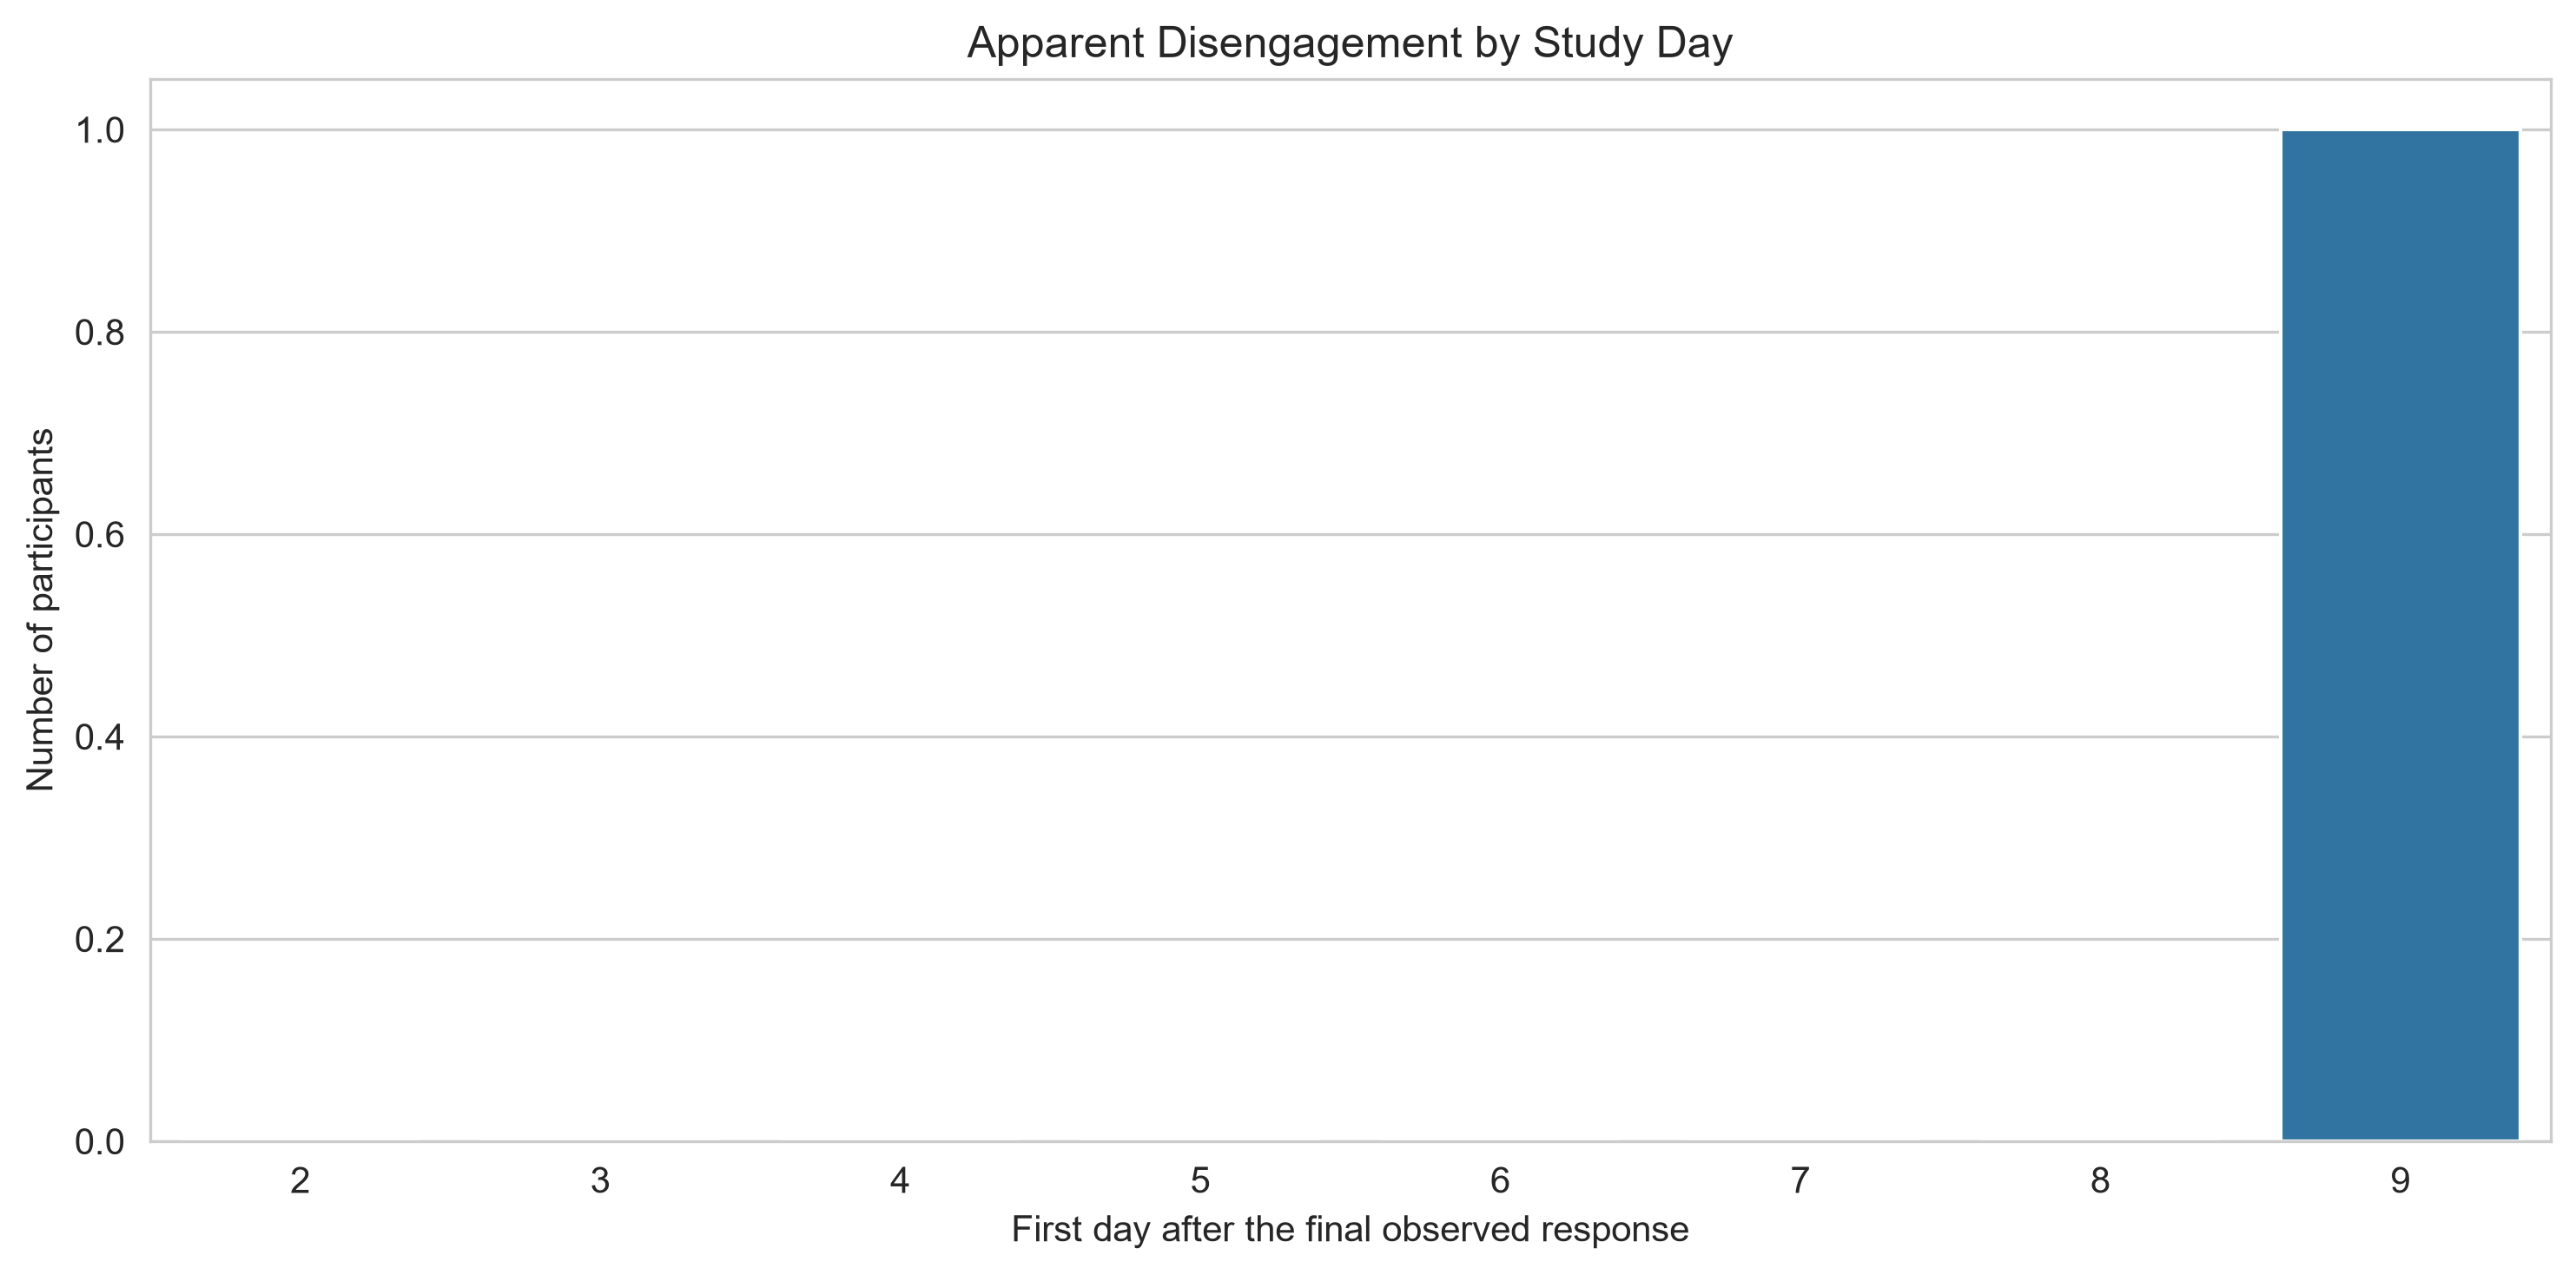 Apparent Disengagement by Study Day
Number of participants
1.0
0.8
0.6
0.4
0.2
0.0
2 3 4 5 6 7 8 9
First day after the final observed response